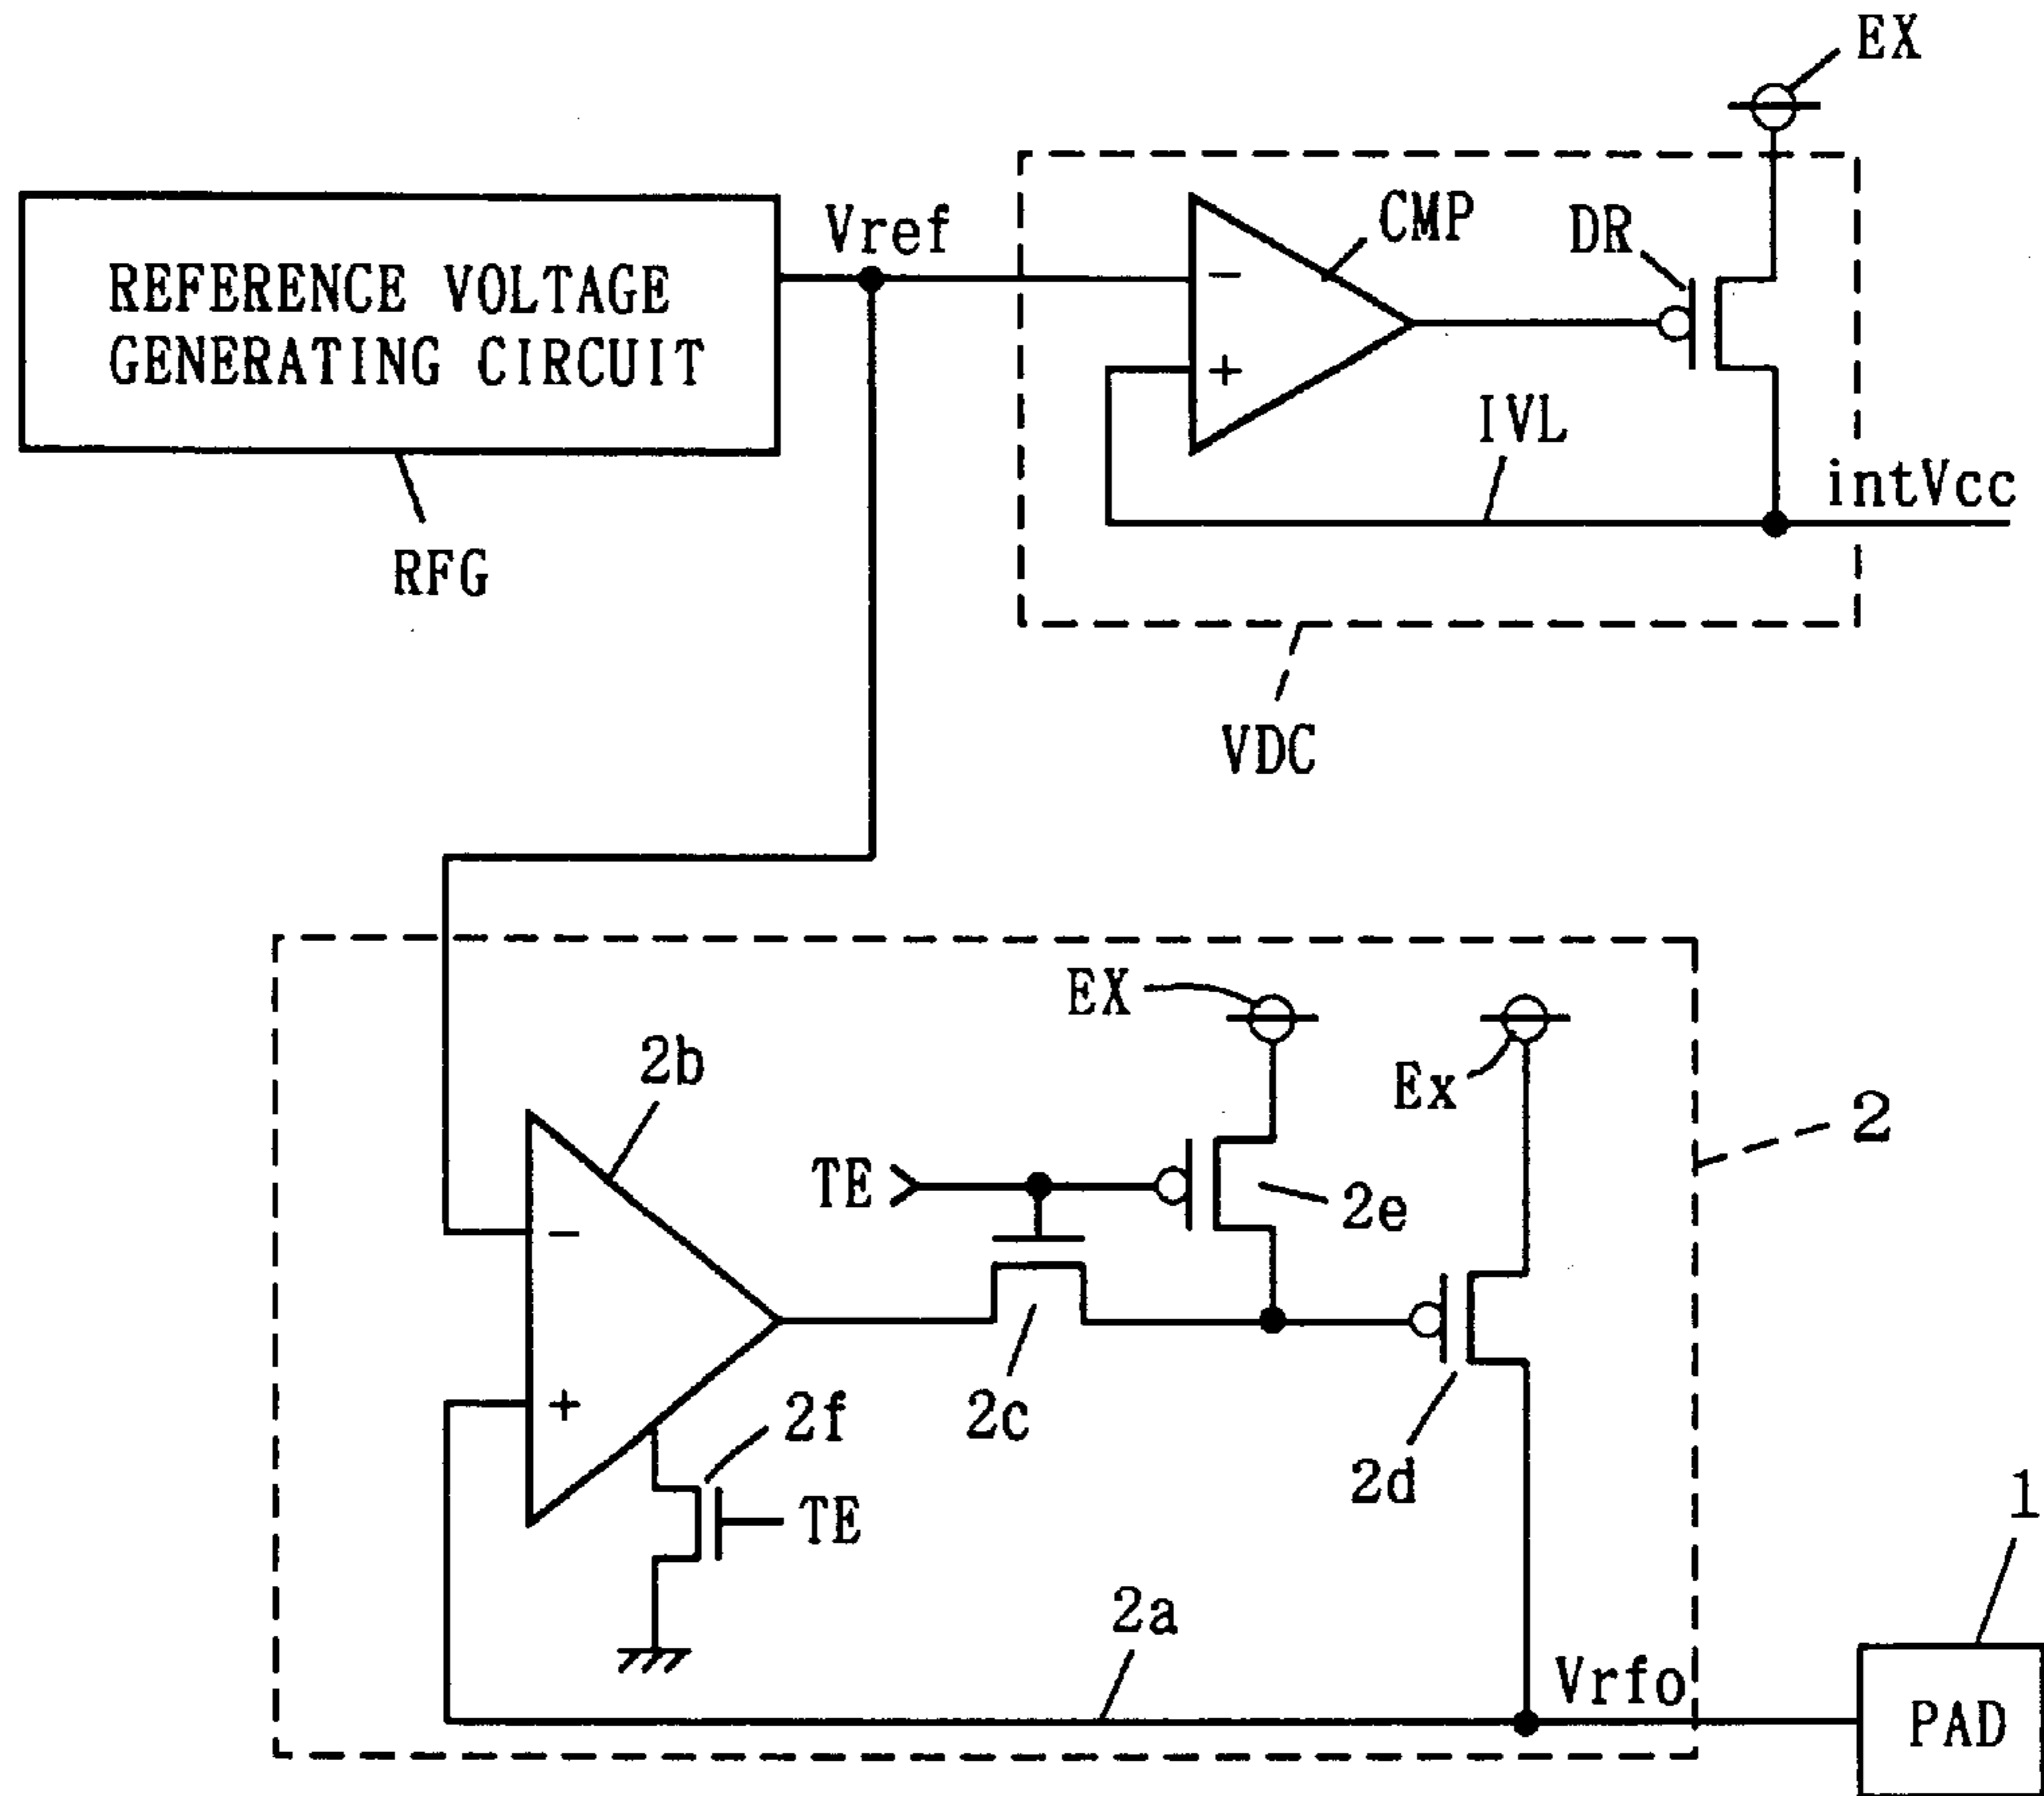 EX
REFERENCE VOLTAGE
GENERATING CIRCUIT
Vref
CMP
DR
-
+
IVL
intVcc
RFG
VDC
EX
Ex
2b
2
TE
2e
-
+
2f
2c
2d
TE
1
2a
Vrfo
PAD